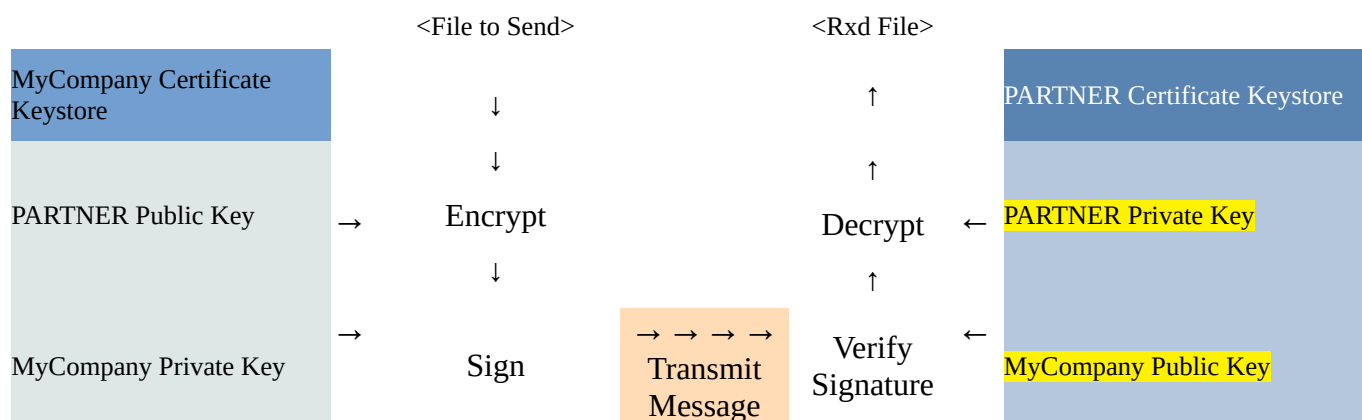 <File to Send>
<Rxd File>
MyCompany Certificate
Keystore
↓
↑
PARTNER Certificate Keystore
↓
↑
PARTNER Public Key
→
Encrypt
Decrypt
←
PARTNER Private Key
↓
↑
MyCompany Private Key
→
Sign
→ → → →
Transmit
Message
Verify
Signature
←
MyCompany Public Key